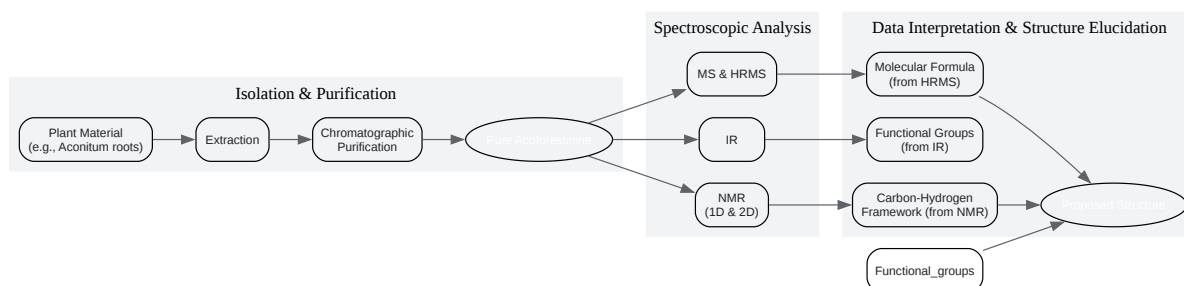 Isolation & Purification
Plant Material
(e.g., Aconitum roots)
Extraction
Chromatographic
Purification
Pure Acoforestinine
Spectroscopic Analysis
MS & HRMS
IR
NMR
(1D & 2D)
Data Interpretation & Structure Elucidation
Molecular Formula
(from HRMS)
Functional Groups
(from IR)
Carbon-Hydrogen
Framework (from NMR)
Proposed Structure
Functional_groups